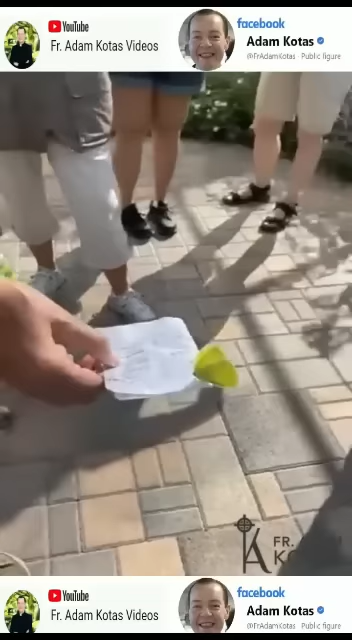 YouTube
Fr. Adam Kotas Videos
facebook
Adam Kotas
@FrAdamKotas · Public figure
FR.
YouTube
Fr. Adam Kotas Videos
facebook
Adam Kotas
@FrAdamKotas · Public figure